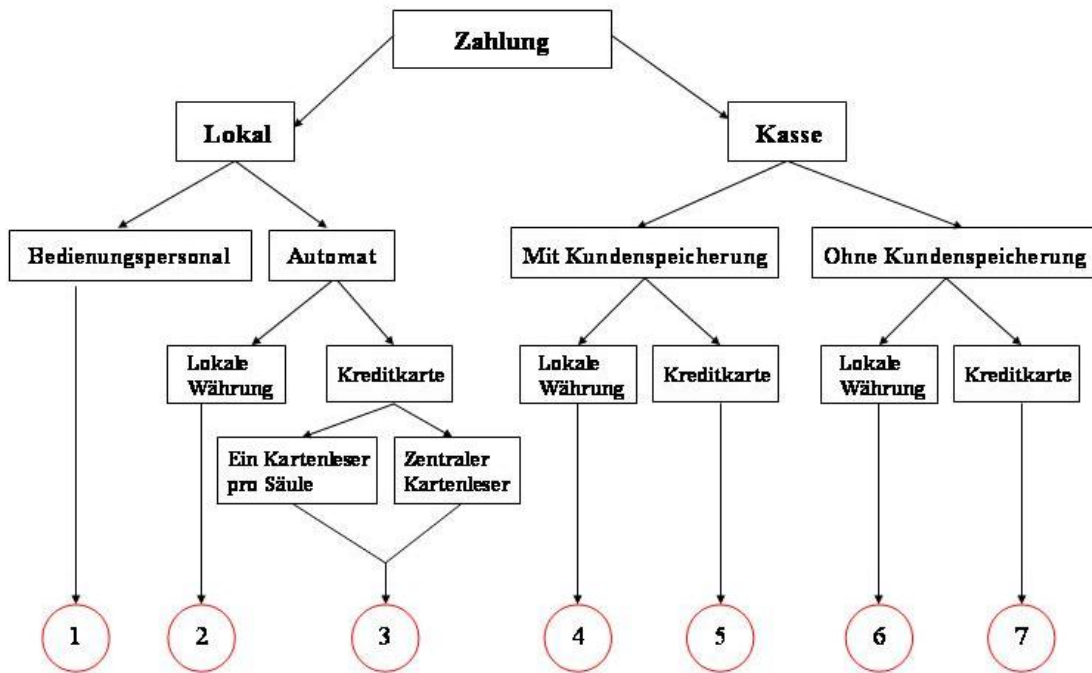 Zahlung
Lokal
Kasse
Bedienungspersonal
Automat
Mit Kundenspeicherung
Ohne Kundenspeicherung
Lokale
Währung
Kreditkarte
Lokale
Währung
Kreditkarte
Lokale
Währung
Kreditkarte
Ein Kartenleser
pro Säule
Zentraler
Kartenleser
1
2
3
4
5
6
7